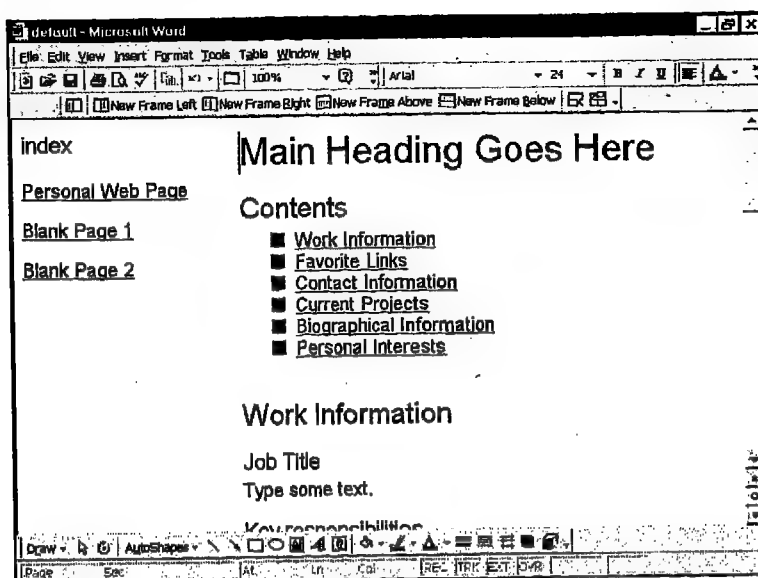 default - Microsoft Word
File Edit View Insert Format Tools Table Window Help
100% Arial 24 B I U A
New Frame Left New Frame Right New Frame Above New Frame Below
index
Personal Web Page
Blank Page 1
Blank Page 2
Main Heading Goes Here
Contents
Work Information
Favorite Links
Contact Information
Current Projects
Biographical Information
Personal Interests
Work Information
Job Title
Type some text.
Key responsibilities
Draw AutoShapes
Page Sec At Ln Col REC TRK EXT OVR